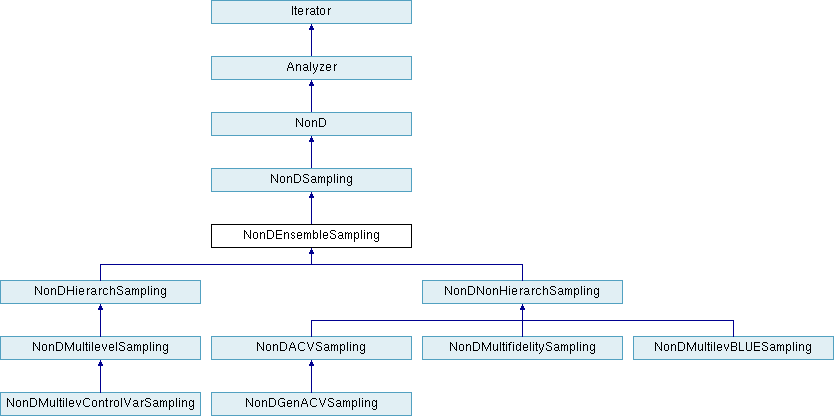 Iterator
Analyzer
NonD
NonDSampling
NonDEnsembleSampling
NonDHierarchSampling
NonDNonHierarchSampling
NonDMultilevelSampling
NonDACVSampling
NonDMultifidelitySampling
NonDMultilevBLUESampling
NonDMultilevControlVarSampling
NonDGenACVSampling